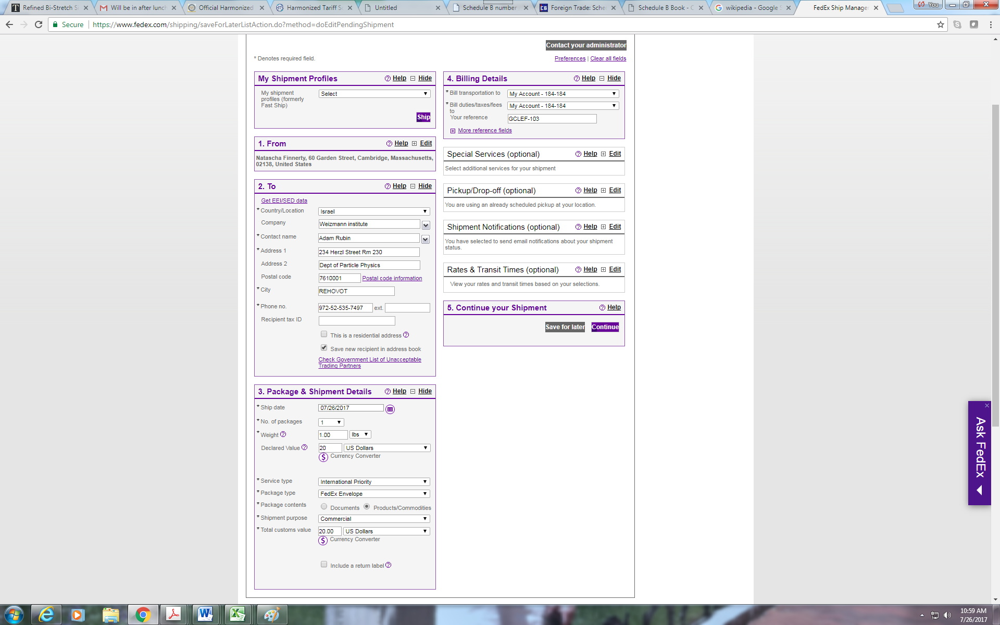 Refined Bi-Stretch S
Will be in after lunch
Official Harmonized
Harmonized Tariff S
Untitled
Schedule B number
Foreign Trade: Sche
Schedule B Book - C
wikipedia - Google S
FedEx Ship Manager
You
Secure
https://www.fedex.com/shipping/saveForLaterListAction.do?method=doEditPendingShipment
Contact your administrator
* Denotes required field.
Preferences | Clear all fields
My Shipment Profiles
Help
Hide
My shipment
profiles (formerly
Fast Ship)
Select
Ship
1. From
Help
Edit
Natascha Finnerty, 60 Garden Street, Cambridge, Massachusetts,
02138, United States
2. To
Help
Hide
Get EEI/SED data
* Country/Location
Israel
Company
Weizmann institute
* Contact name
Adam Rubin
* Address 1
234 Herzl Street Rm 230
Address 2
Dept of Particle Physics
Postal code
7610001
Postal code information
* City
REHOVOT
* Phone no.
972-52-535-7497
ext.
Recipient tax ID
This is a residential address
Save new recipient in address book
Check Government List of Unacceptable
Trading Partners
3. Package & Shipment Details
Help
Hide
* Ship date
07/26/2017
* No. of packages
1
* Weight
1.00
lbs
Declared Value
20
US Dollars
Currency Converter
* Service type
International Priority
* Package type
FedEx Envelope
* Package contents
Documents
Products/Commodities
* Shipment purpose
Commercial
* Total customs value
20.00
US Dollars
Currency Converter
Include a return label
4. Billing Details
Help
Hide
* Bill transportation to
My Account - 184-184
* Bill duties/taxes/fees
to
My Account - 184-184
Your reference
GCLEF-103
More reference fields
Special Services (optional)
Help
Edit
Select additional services for your shipment
Pickup/Drop-off (optional)
Help
Edit
You are using an already scheduled pickup at your location.
Shipment Notifications (optional)
Help
Edit
You have selected to send email notifications about your shipment
status.
Rates & Transit Times (optional)
Help
Edit
View your rates and transit times based on your selections.
5. Continue your Shipment
Help
Save for later
Continue
Ask FedEx
10:59 AM
7/26/2017